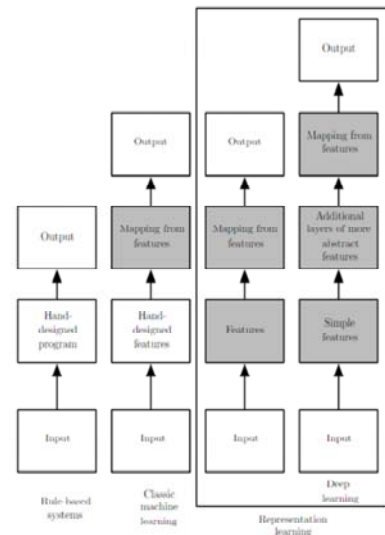 Output
Output
Output
Mapping from
features
Output
Mapping from
features
Mapping from
features
Additional
layers of more
abstract
features
Hand-
designed
program
Hand-
designed
features
Features
Simple
features
Input
Input
Input
Input
Rule-based
systems
Classic
machine
learning
Representation
learning
Deep
learning